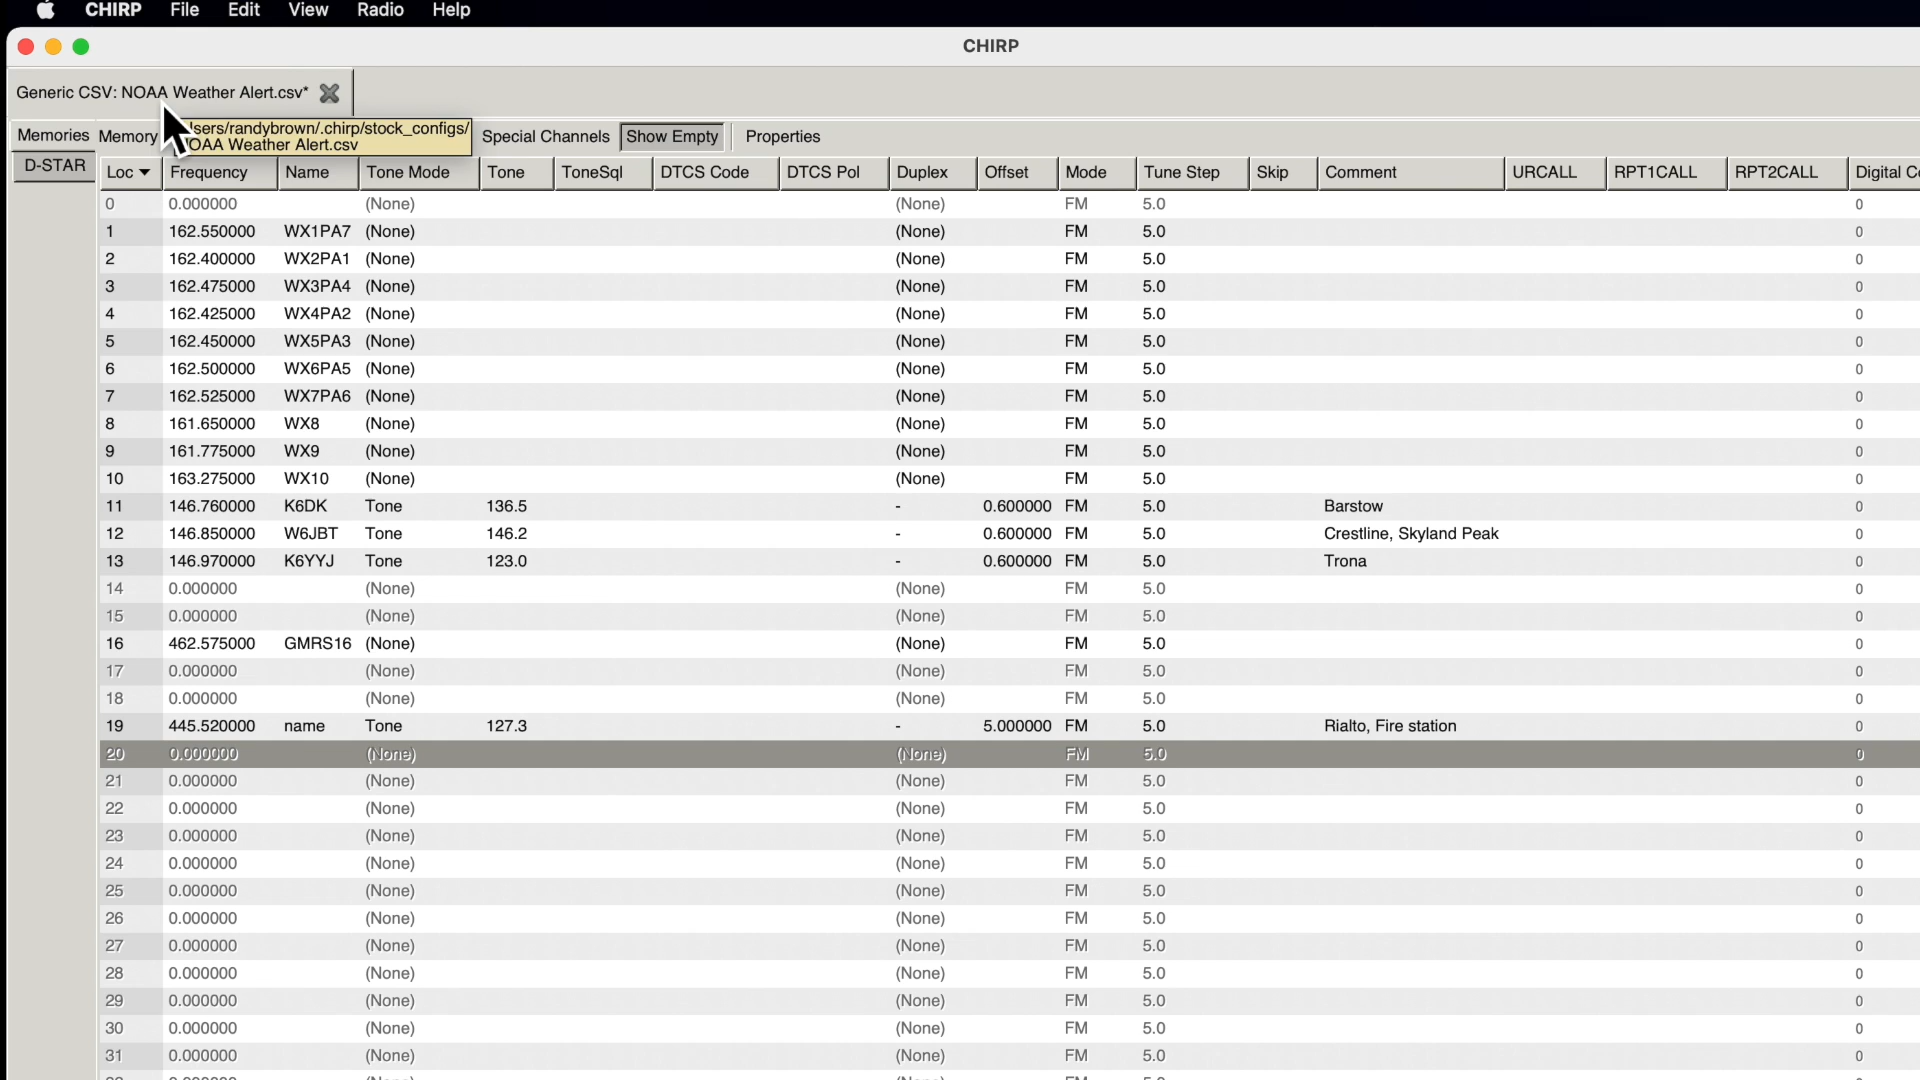 CHIRP File Edit View Radio Help
CHIRP
Generic CSV: NOAA Weather Alert.csv*
Memories Memory sers/randybrown/.chirp/stock_configs/ Special Channels Show Empty Properties
OAA Weather Alert.csv
D-STAR Loc Frequency Name Tone Mode Tone ToneSql DTCS Code DTCS Pol Duplex Offset Mode Tune Step Skip Comment URCALL RPT1CALL RPT2CALL Digital
0 0.000000 (None) (None) FM 5.0 0
1 162.550000 WX1PA7 (None) (None) FM 5.0 0
2 162.400000 WX2PA1 (None) (None) FM 5.0 0
3 162.475000 WX3PA4 (None) (None) FM 5.0 0
4 162.425000 WX4PA2 (None) (None) FM 5.0 0
5 162.450000 WX5PA3 (None) (None) FM 5.0 0
6 162.500000 WX6PA5 (None) (None) FM 5.0 0
7 162.525000 WX7PA6 (None) (None) FM 5.0 0
8 161.650000 WX8 (None) (None) FM 5.0 0
9 161.775000 WX9 (None) (None) FM 5.0 0
10 163.275000 WX10 (None) (None) FM 5.0 0
11 146.760000 K6DK Tone 136.5 - 0.600000 FM 5.0 Barstow 0
12 146.850000 W6JBT Tone 146.2 - 0.600000 FM 5.0 Crestline, Skyland Peak 0
13 146.970000 K6YYJ Tone 123.0 - 0.600000 FM 5.0 Trona 0
14 0.000000 (None) (None) FM 5.0 0
15 0.000000 (None) (None) FM 5.0 0
16 462.575000 GMRS16 (None) (None) FM 5.0 0
17 0.000000 (None) (None) FM 5.0 0
18 0.000000 (None) (None) FM 5.0 0
19 445.520000 name Tone 127.3 - 5.000000 FM 5.0 Rialto, Fire station 0
20 0.000000 (None) (None) FM 5.0 0
21 0.000000 (None) (None) FM 5.0 0
22 0.000000 (None) (None) FM 5.0 0
23 0.000000 (None) (None) FM 5.0 0
24 0.000000 (None) (None) FM 5.0 0
25 0.000000 (None) (None) FM 5.0 0
26 0.000000 (None) (None) FM 5.0 0
27 0.000000 (None) (None) FM 5.0 0
28 0.000000 (None) (None) FM 5.0 0
29 0.000000 (None) (None) FM 5.0 0
30 0.000000 (None) (None) FM 5.0 0
31 0.000000 (None) (None) FM 5.0 0